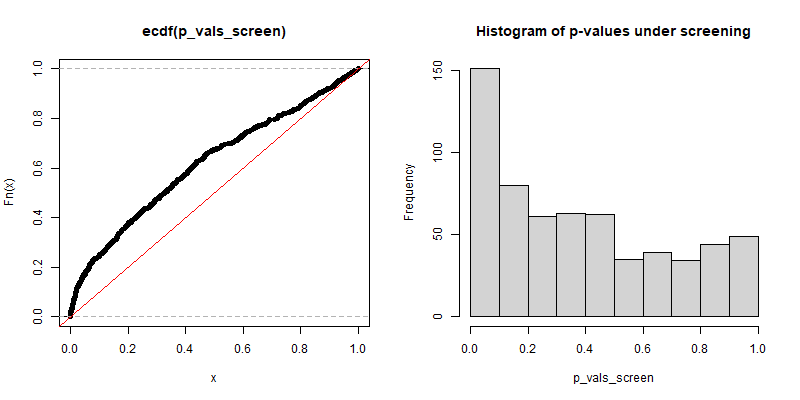 ecdf(p_vals_screen)
Fn(x)
0.0 0.2 0.4 0.6 0.8 1.0
0.0 0.2 0.4 0.6 0.8 1.0
x
Histogram of p-values under screening
Frequency
0 50 100 150
0.0 0.2 0.4 0.6 0.8 1.0
p_vals_screen